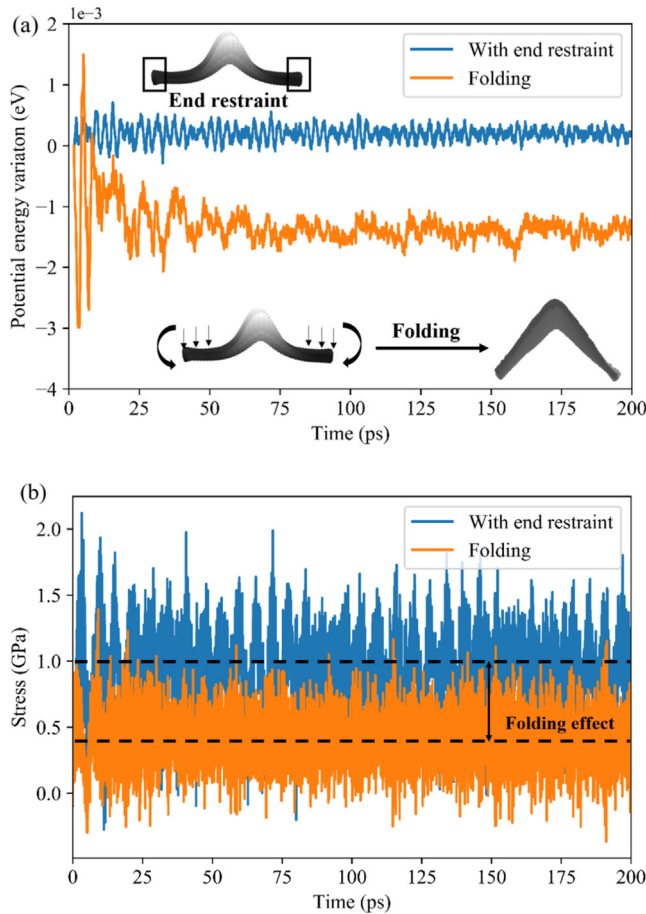 (a)
1e−3
2
1
0
−1
−2
−3
−4
Potential energy variaton (eV)
With end restraint
Folding
End restraint
Folding
0 25 50 75 100 125 150 175 200
Time (ps)
(b)
2.0
1.5
1.0
0.5
0.0
Stress (GPa)
With end restraint
Folding
Folding effect
0 25 50 75 100 125 150 175 200
Time (ps)